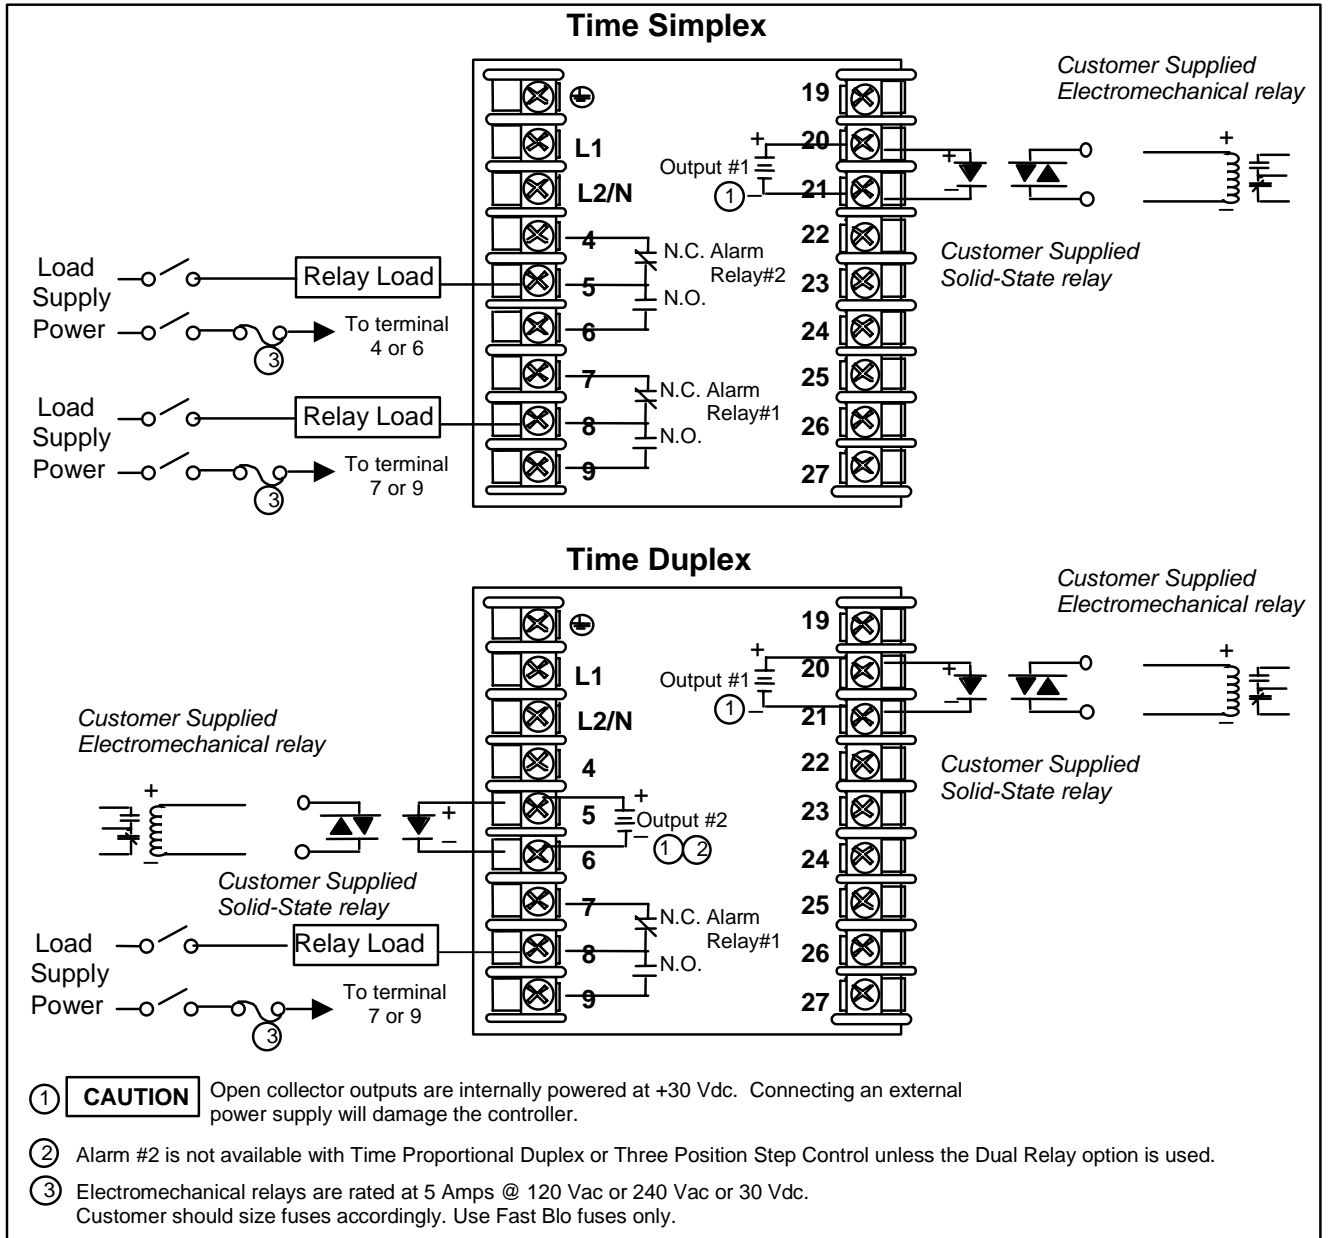 Time Simplex
Customer Supplied
Electromechanical relay
19
L1
+
20
+
+
Output #1
L2/N
1
–
21
–
–
4
N.C. Alarm
Relay#2
22
Customer Supplied
Solid-State relay
Load
Supply
Power
Relay Load
5
N.O.
23
3
To terminal
4 or 6
6
24
7
N.C. Alarm
Relay#1
25
Load
Supply
Power
Relay Load
8
N.O.
26
3
To terminal
7 or 9
9
27
Time Duplex
Customer Supplied
Electromechanical relay
19
L1
+
20
+
+
Output #1
L2/N
1
–
21
–
–
Customer Supplied
Electromechanical relay
4
22
Customer Supplied
Solid-State relay
+
+
5
+
Output #2
23
–
–
6
–
1
2
24
Customer Supplied
Solid-State relay
7
N.C. Alarm
Relay#1
25
Load
Supply
Power
Relay Load
8
N.O.
26
3
To terminal
7 or 9
9
27
1 CAUTION Open collector outputs are internally powered at +30 Vdc. Connecting an external
power supply will damage the controller.
2 Alarm #2 is not available with Time Proportional Duplex or Three Position Step Control unless the Dual Relay option is used.
3 Electromechanical relays are rated at 5 Amps @ 120 Vac or 240 Vac or 30 Vdc.
Customer should size fuses accordingly. Use Fast Blo fuses only.